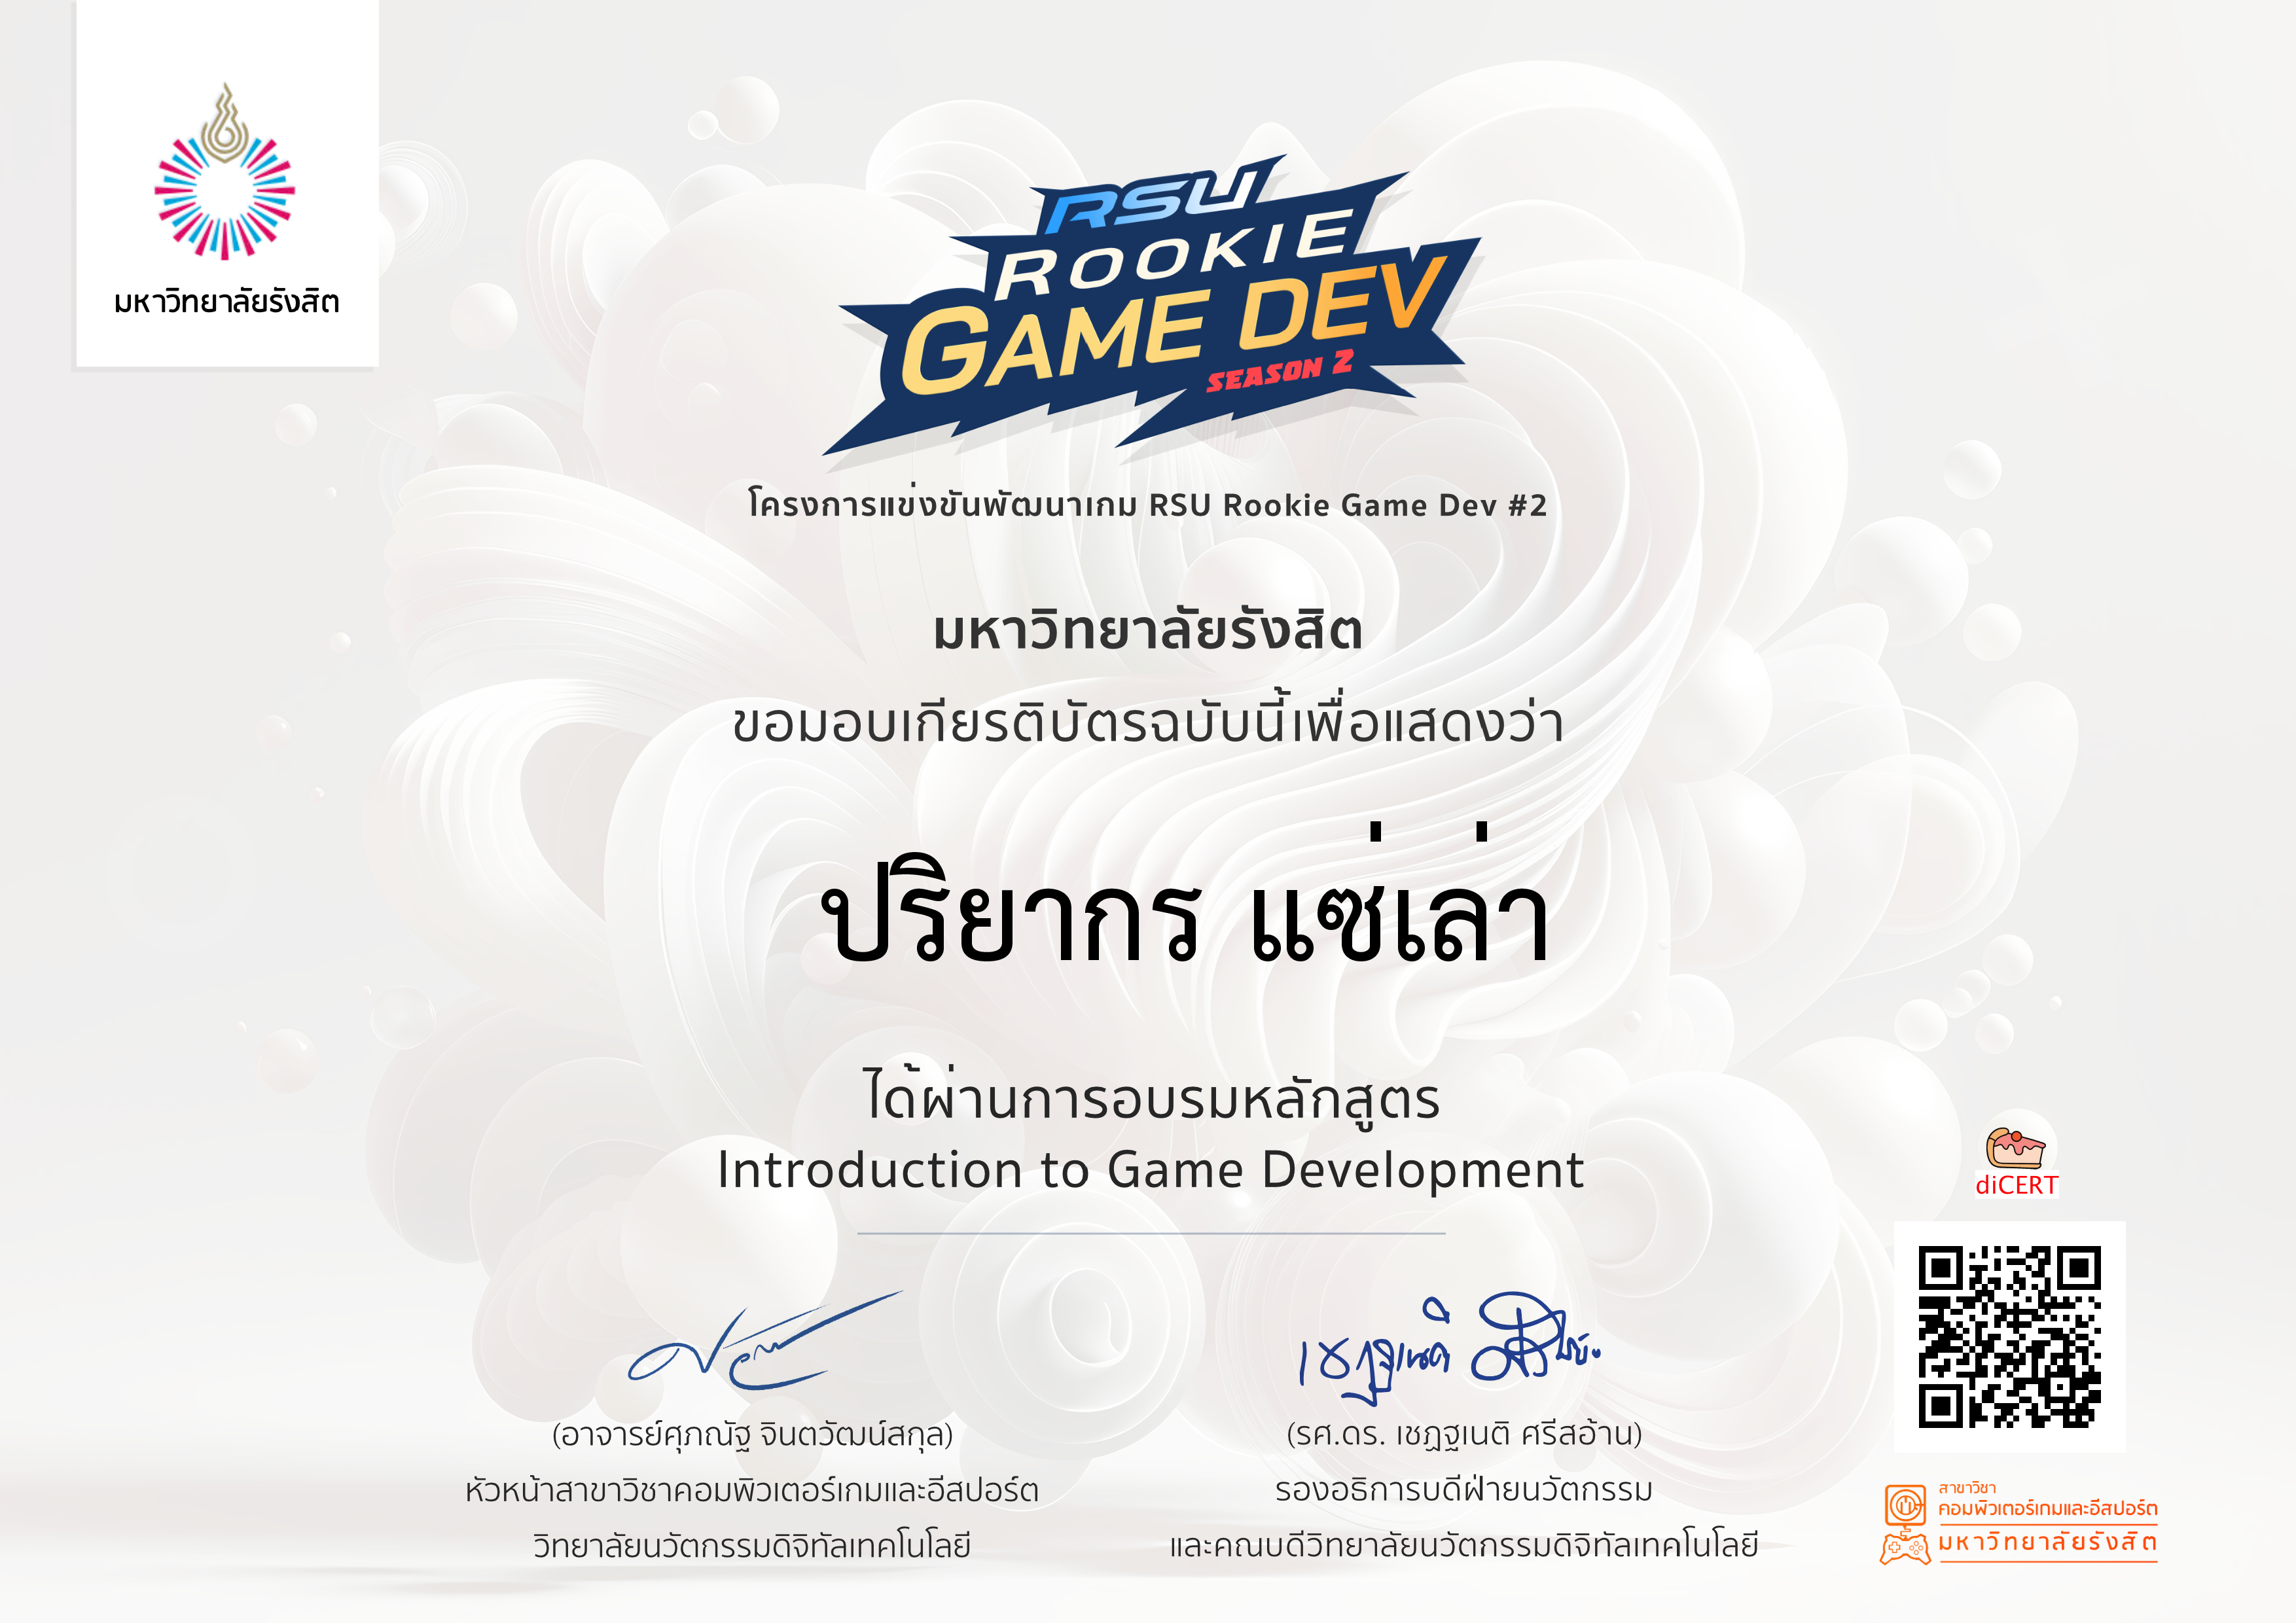 มหาวิทยาลัยรังสิต
RSU
ROOKIE
GAME DEV
SEASON 2
โครงการแข่งขันพัฒนาเกม RSU Rookie Game Dev #2
มหาวิทยาลัยรังสิต
ขอมอบเกียรติบัตรฉบับนี้เพื่อแสดงว่า
ปริยากร แซ่เล่า
ได้ผ่านการอบรมหลักสูตร
Introduction to Game Development
diCERT
เชฏฐเนติ ศรีสอ้าน
(อาจารย์ศุภณัฐ จินตวัฒน์สกุล)
หัวหน้าสาขาวิชาคอมพิวเตอร์เกมและอีสปอร์ต
วิทยาลัยนวัตกรรมดิจิทัลเทคโนโลยี
(รศ.ดร. เชฏฐเนติ ศรีสอ้าน)
รองอธิการบดีฝ่ายนวัตกรรม
และคณบดีวิทยาลัยนวัตกรรมดิจิทัลเทคโนโลยี
สาขาวิชา
คอมพิวเตอร์เกมและอีสปอร์ต
มหาวิทยาลัยรังสิต